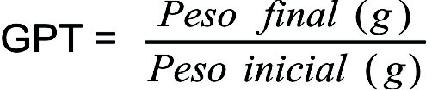 GPT = Peso final (g)
Peso inicial (g)